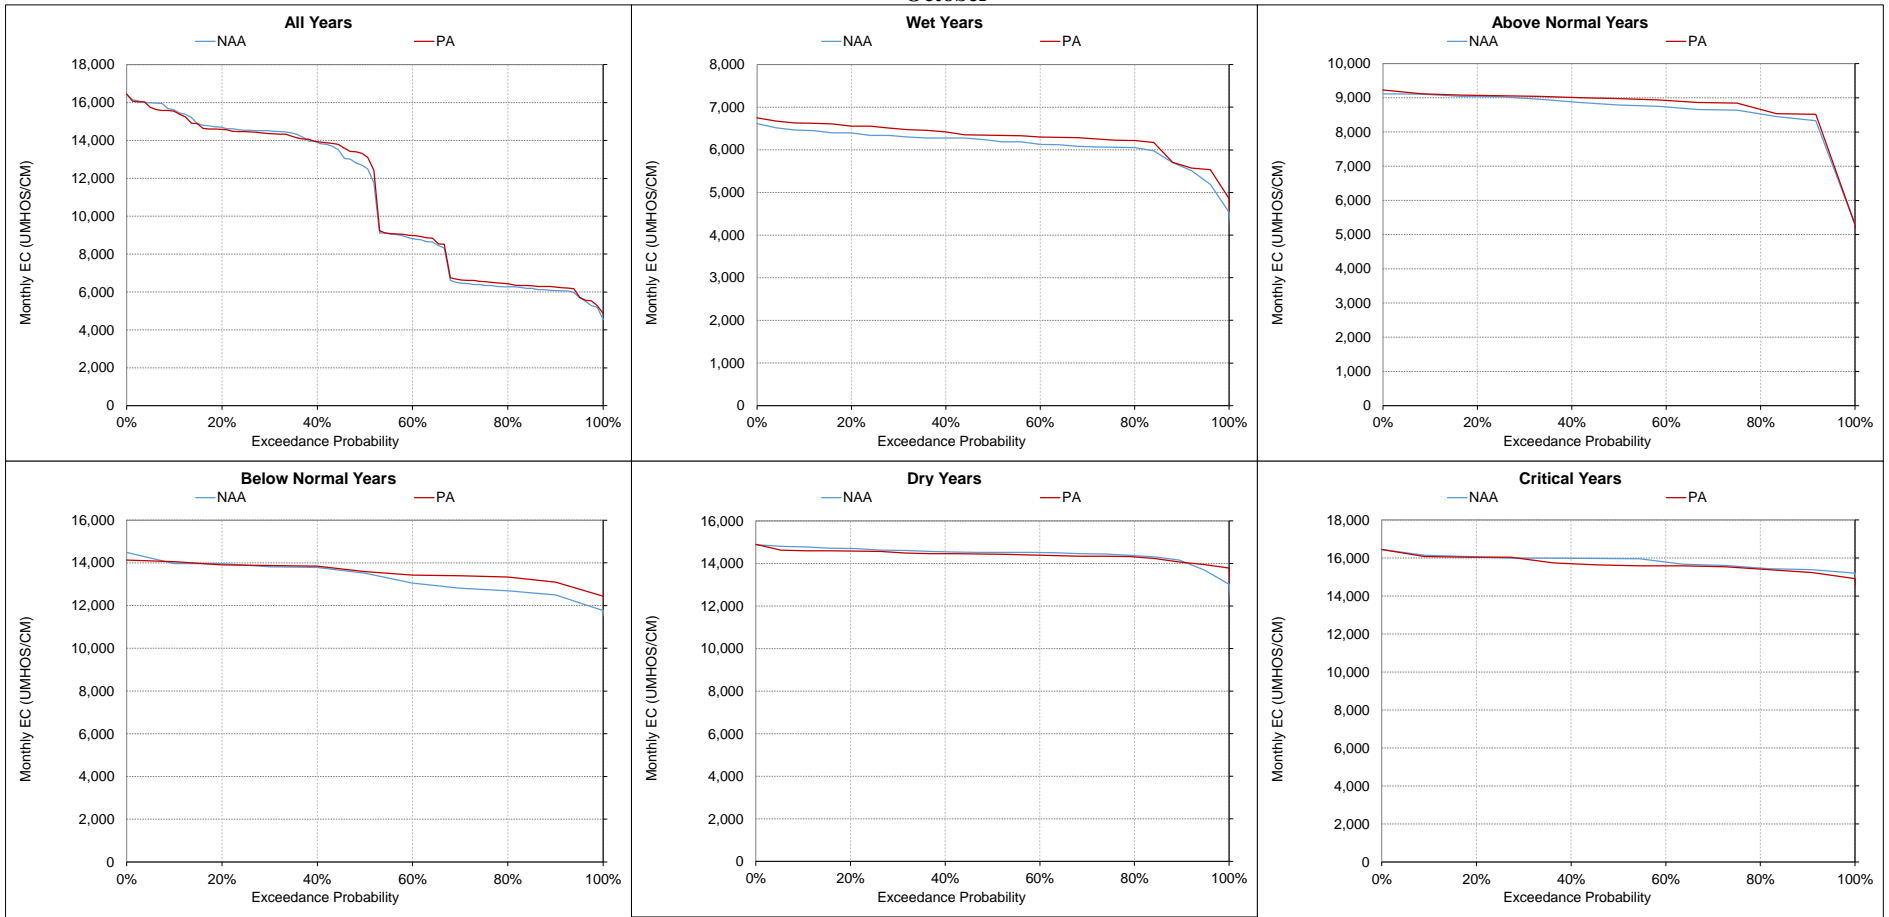 All Years
NAA PA
18,000
16,000
14,000
12,000
10,000
8,000
6,000
4,000
2,000
0
Monthly EC (UMHOS/CM)
0% 20% 40% 60% 80% 100%
Exceedance Probability
Wet Years
NAA PA
8,000
7,000
6,000
5,000
4,000
3,000
2,000
1,000
0
Monthly EC (UMHOS/CM)
0% 20% 40% 60% 80% 100%
Exceedance Probability
Above Normal Years
NAA PA
10,000
9,000
8,000
7,000
6,000
5,000
4,000
3,000
2,000
1,000
0
Monthly EC (UMHOS/CM)
0% 20% 40% 60% 80% 100%
Exceedance Probability
Below Normal Years
NAA PA
16,000
14,000
12,000
10,000
8,000
6,000
4,000
2,000
0
Monthly EC (UMHOS/CM)
0% 20% 40% 60% 80% 100%
Exceedance Probability
Dry Years
NAA PA
16,000
14,000
12,000
10,000
8,000
6,000
4,000
2,000
0
Monthly EC (UMHOS/CM)
0% 20% 40% 60% 80% 100%
Exceedance Probability
Critical Years
NAA PA
18,000
16,000
14,000
12,000
10,000
8,000
6,000
4,000
2,000
0
Monthly EC (UMHOS/CM)
0% 20% 40% 60% 80% 100%
Exceedance Probability